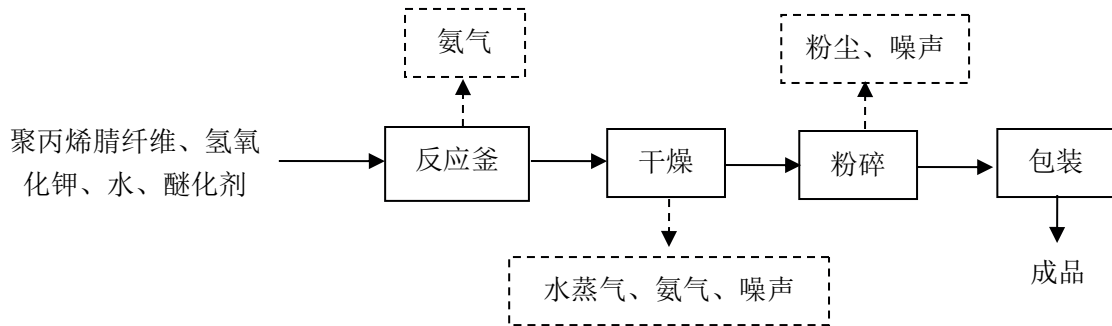 氨气
粉尘、噪声
聚丙烯腈纤维、氢氧
化钾、水、醚化剂
反应釜
干燥
粉碎
包装
水蒸气、氨气、噪声
成品